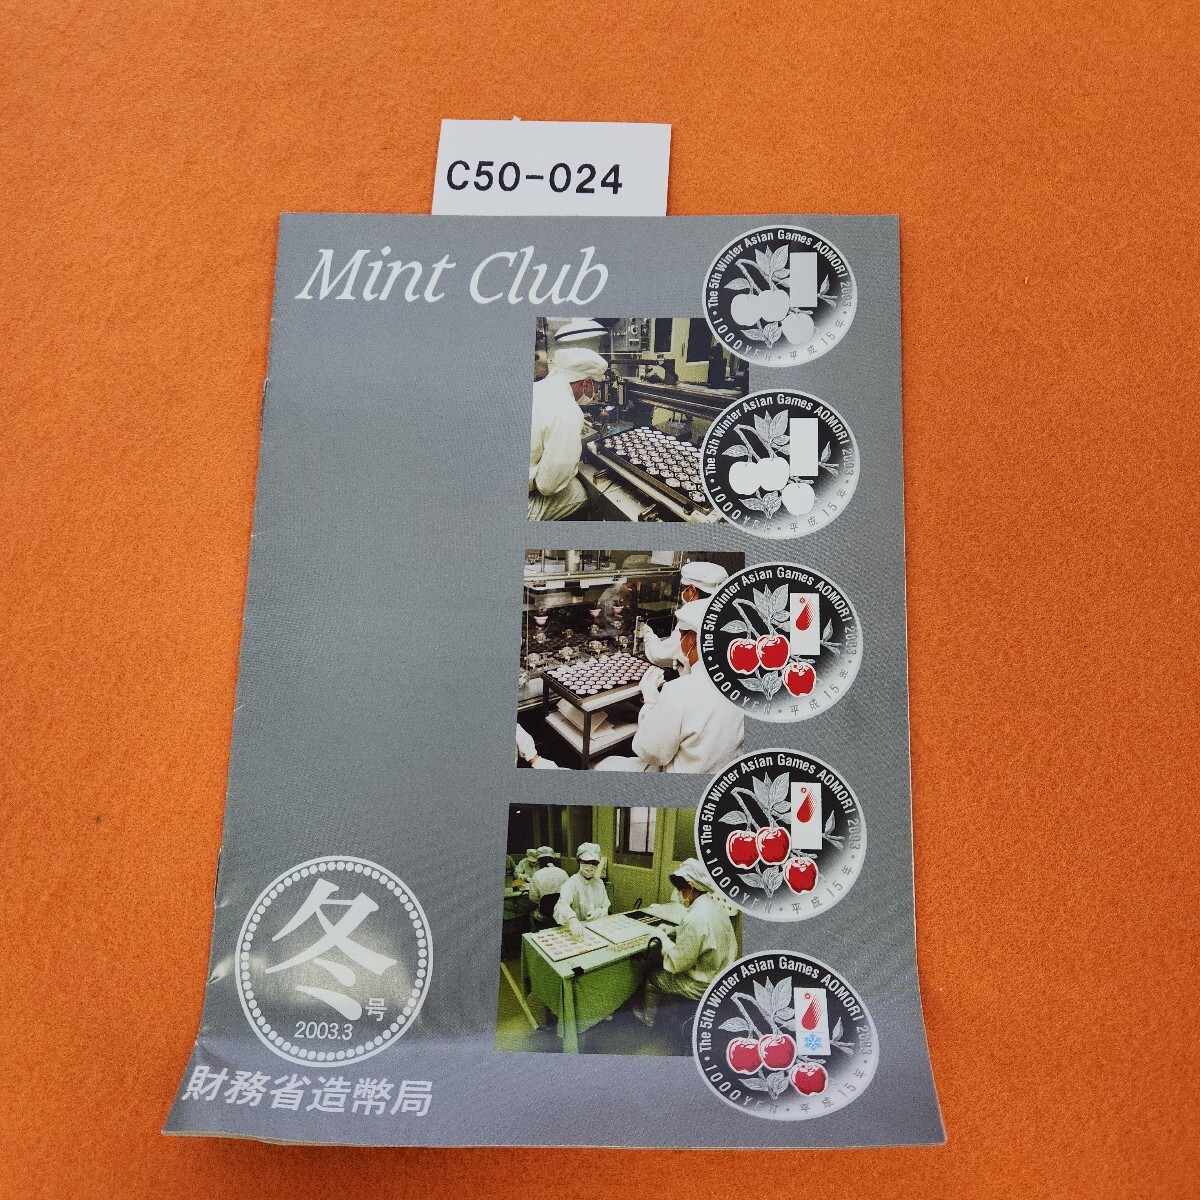 C50-024
Mint Club
The 5th Winter Asian Games AOMORI 2003
1000YEN・平成15年・
The 5th Winter Asian Games AOMORI 2003
1000YEN・平成15年・
The 5th Winter Asian Games AOMORI 2003
1000YEN・平成15年・
The 5th Winter Asian Games AOMORI 2003
1000YEN・平成15年・
The 5th Winter Asian Games AOMORI 2003
1000YEN・平成15年・
冬号
2003.3
財務省造幣局